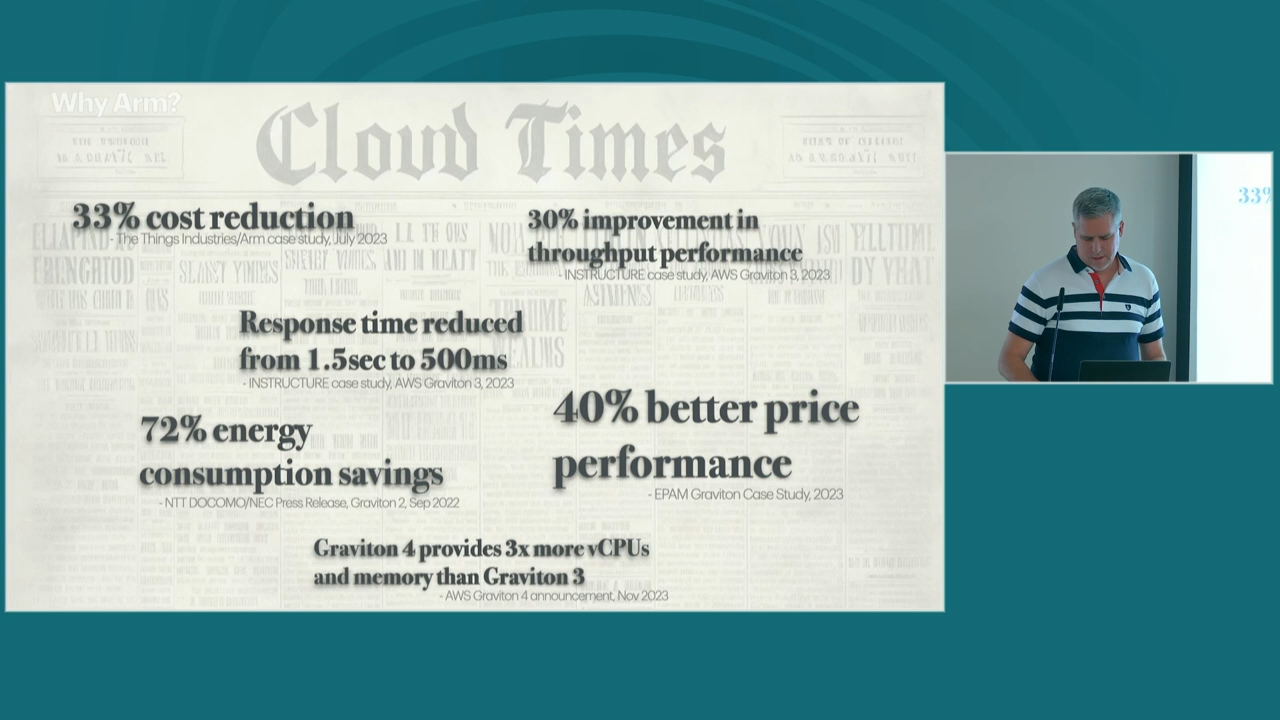 Why Arm?
Cloud Times
33% cost reduction
- The Things Industries/Arm case study, July 2023
30% improvement in
throughput performance
- INSTRUCTURE case study, AWS Graviton 3, 2023
Response time reduced
from 1.5sec to 500ms
- INSTRUCTURE case study, AWS Graviton 3, 2023
72% energy
consumption savings
- NTT DOCOMO/NEC Press Release, Graviton 2, Sep 2022
40% better price
performance
- EPAM Graviton Case Study, 2023
Graviton 4 provides 3x more vCPUs
and memory than Graviton 3
- AWS Graviton 4 announcement, Nov 2023
33%